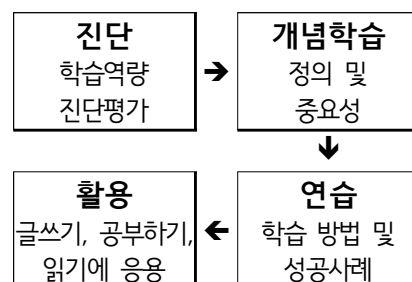 진단
학습역량
진단평가
➔
개념학습
정의 및
중요성
🡻
연습
학습 방법 및
성공사례
🡸
활용
글쓰기, 공부하기,
읽기에 응용